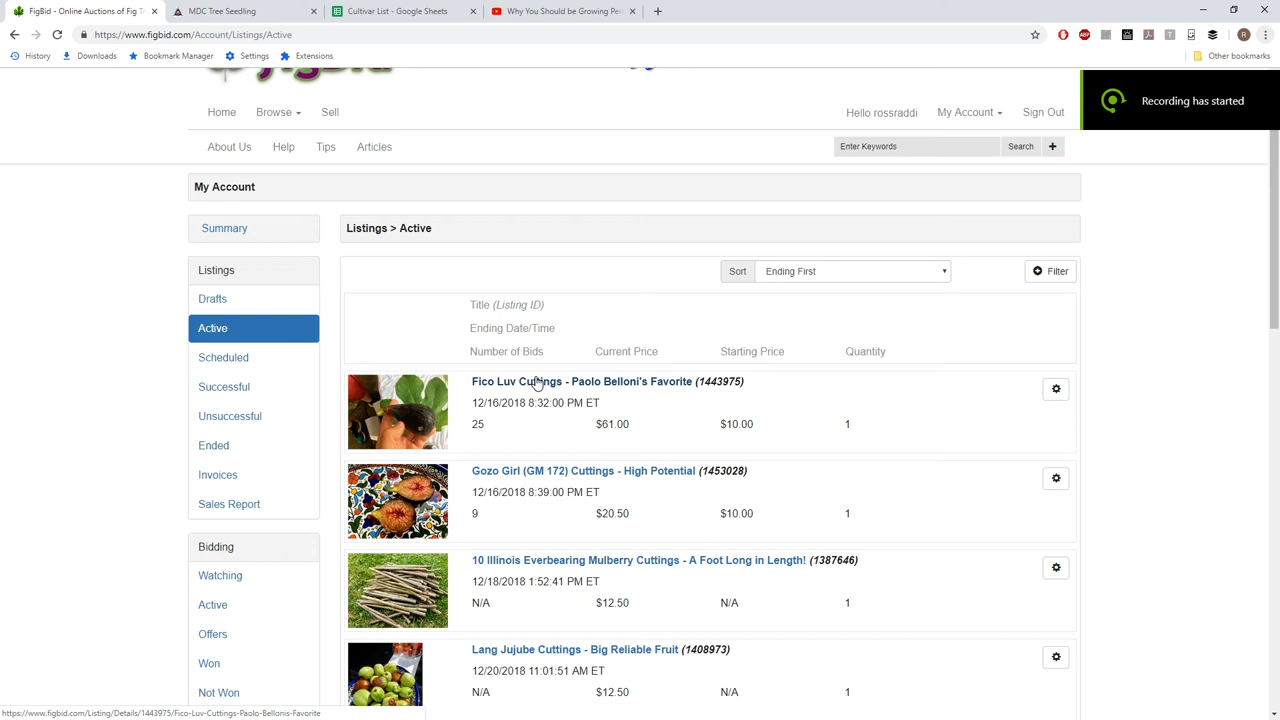 FigBid - Online Auctions of Fig T
MDC Tree Seedling
Cultivar List - Google Sheets
Why You Should be Growing Per
https://www.figbid.com/Account/Listings/Active
History
Downloads
Bookmark Manager
Settings
Extensions
Other bookmarks
Recording has started
Home
Browse
Sell
Hello rossraddi
My Account
Sign Out
About Us
Help
Tips
Articles
Enter Keywords
Search
My Account
Summary
Listings > Active
Listings
Drafts
Active
Scheduled
Successful
Unsuccessful
Ended
Invoices
Sales Report
Bidding
Watching
Active
Offers
Won
Not Won
Sort
Ending First
Filter
Title (Listing ID)
Ending Date/Time
Number of Bids Current Price Starting Price Quantity
Fico Luv Cuttings - Paolo Belloni's Favorite (1443975)
12/16/2018 8:32:00 PM ET
25 $61.00 $10.00 1
Gozo Girl (GM 172) Cuttings - High Potential (1453028)
12/16/2018 8:39:00 PM ET
9 $20.50 $10.00 1
10 Illinois Everbearing Mulberry Cuttings - A Foot Long in Length! (1387646)
12/18/2018 1:52:41 PM ET
N/A $12.50 N/A 1
Lang Jujube Cuttings - Big Reliable Fruit (1408973)
12/20/2018 11:01:51 AM ET
N/A $12.50 N/A 1
https://www.figbid.com/Listing/Details/1443975/Fico-Luv-Cuttings-Paolo-Bellonis-Favorite